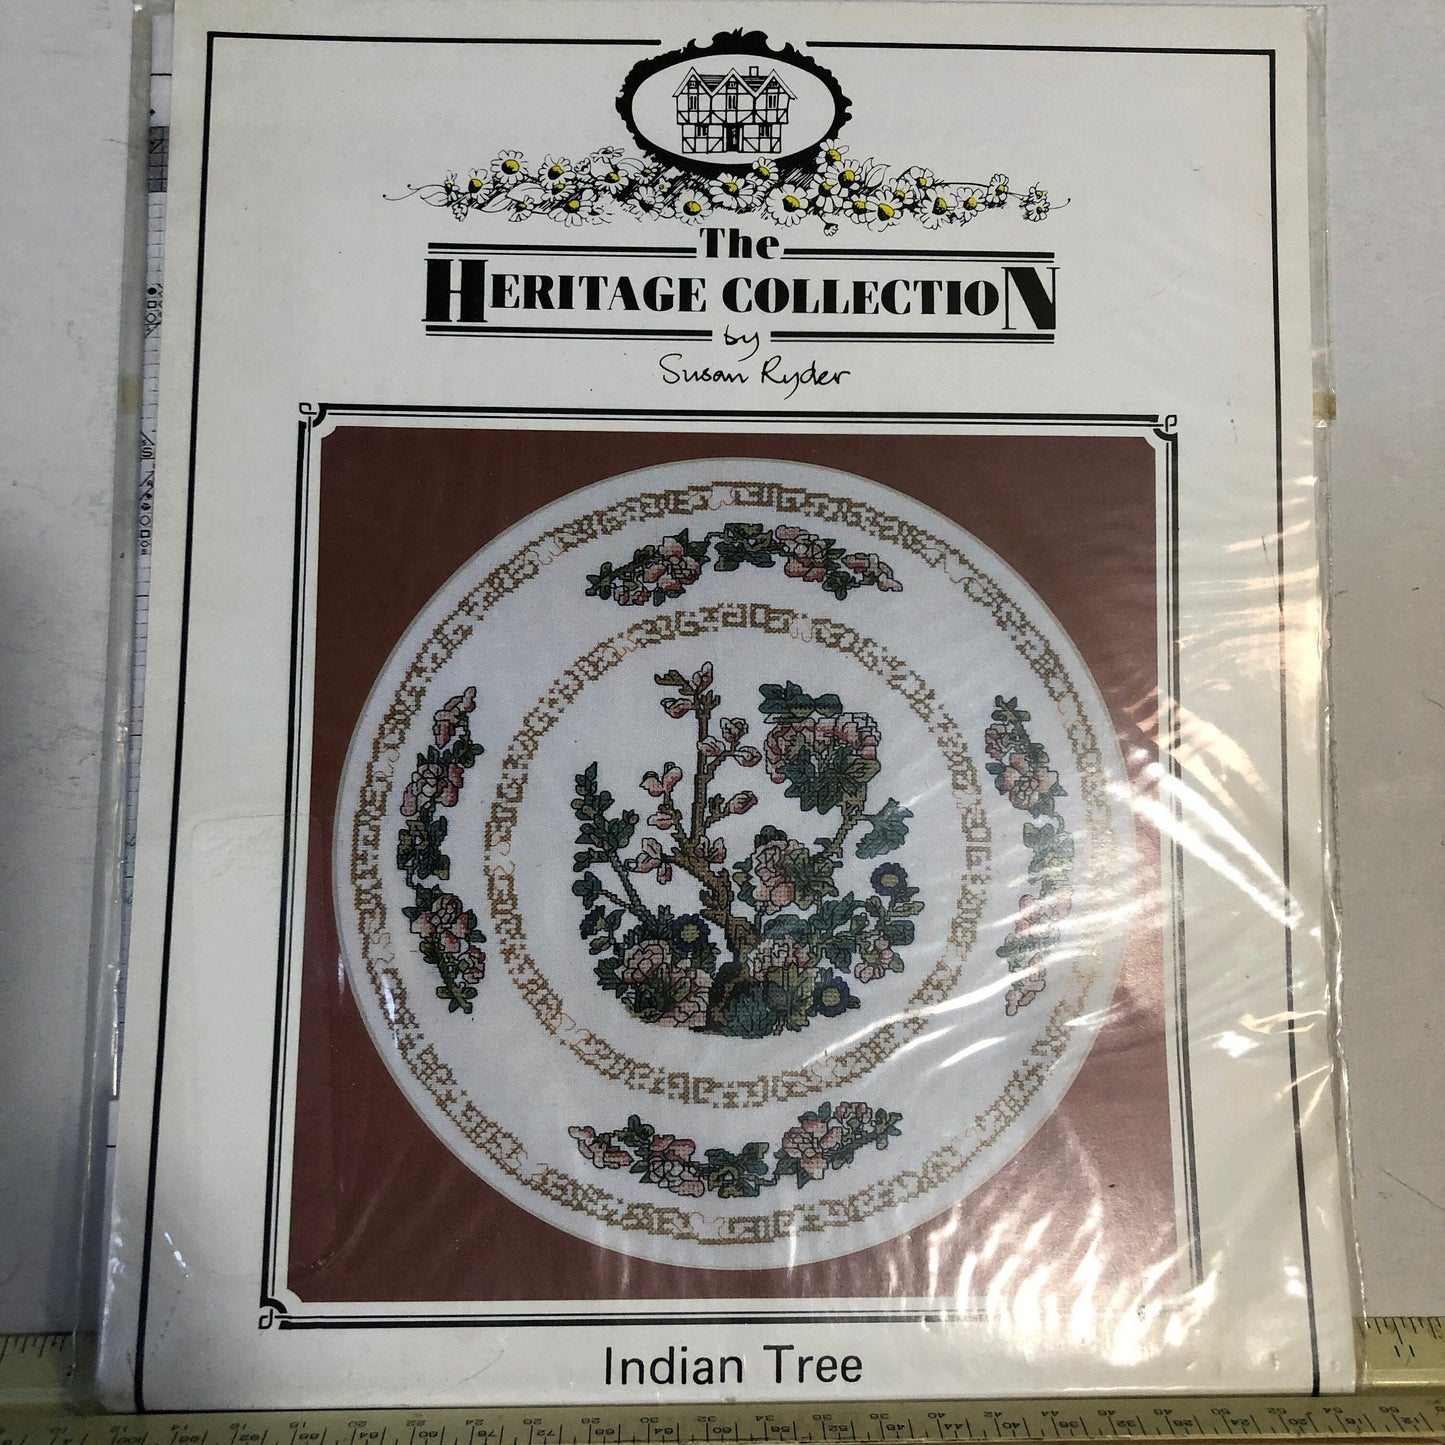 The
HERITAGE COLLECTION
by
Susan Ryder
Indian Tree